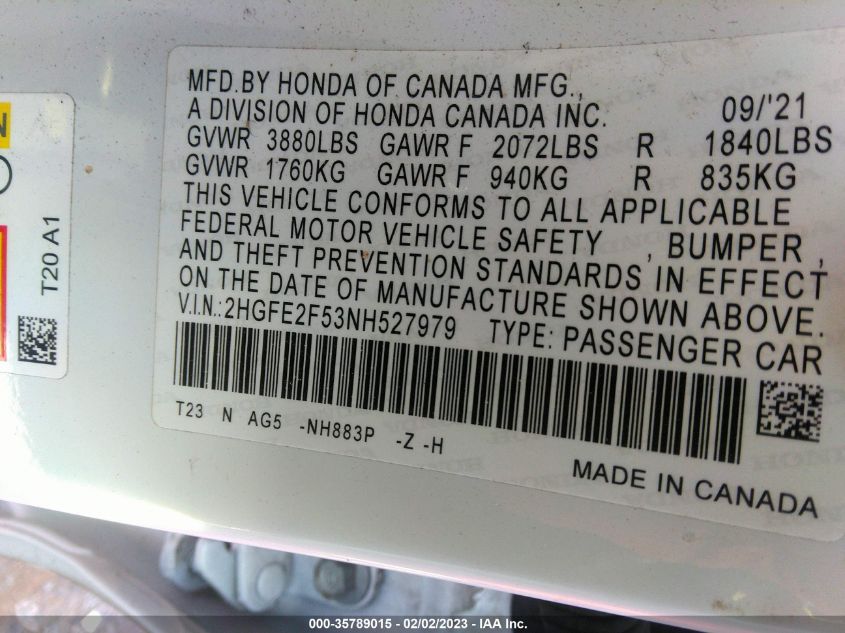 MFD.BY HONDA OF CANADA MFG.,
A DIVISION OF HONDA CANADA INC. 09/'21
GVWR 3880LBS GAWR F 2072LBS R 1840LBS
GVWR 1760KG GAWR F 940KG R 835KG
THIS VEHICLE CONFORMS TO ALL APPLICABLE
FEDERAL MOTOR VEHICLE SAFETY , BUMPER ,
AND THEFT PREVENTION STANDARDS IN EFFECT
ON THE DATE OF MANUFACTURE SHOWN ABOVE.
V.I.N.:2HGFE2F53NH527979 TYPE: PASSENGER CAR
T23 N AG5 -NH883P -Z -H
MADE IN CANADA
T20 A1
000-35789015 - 02/02/2023 - IAA Inc.